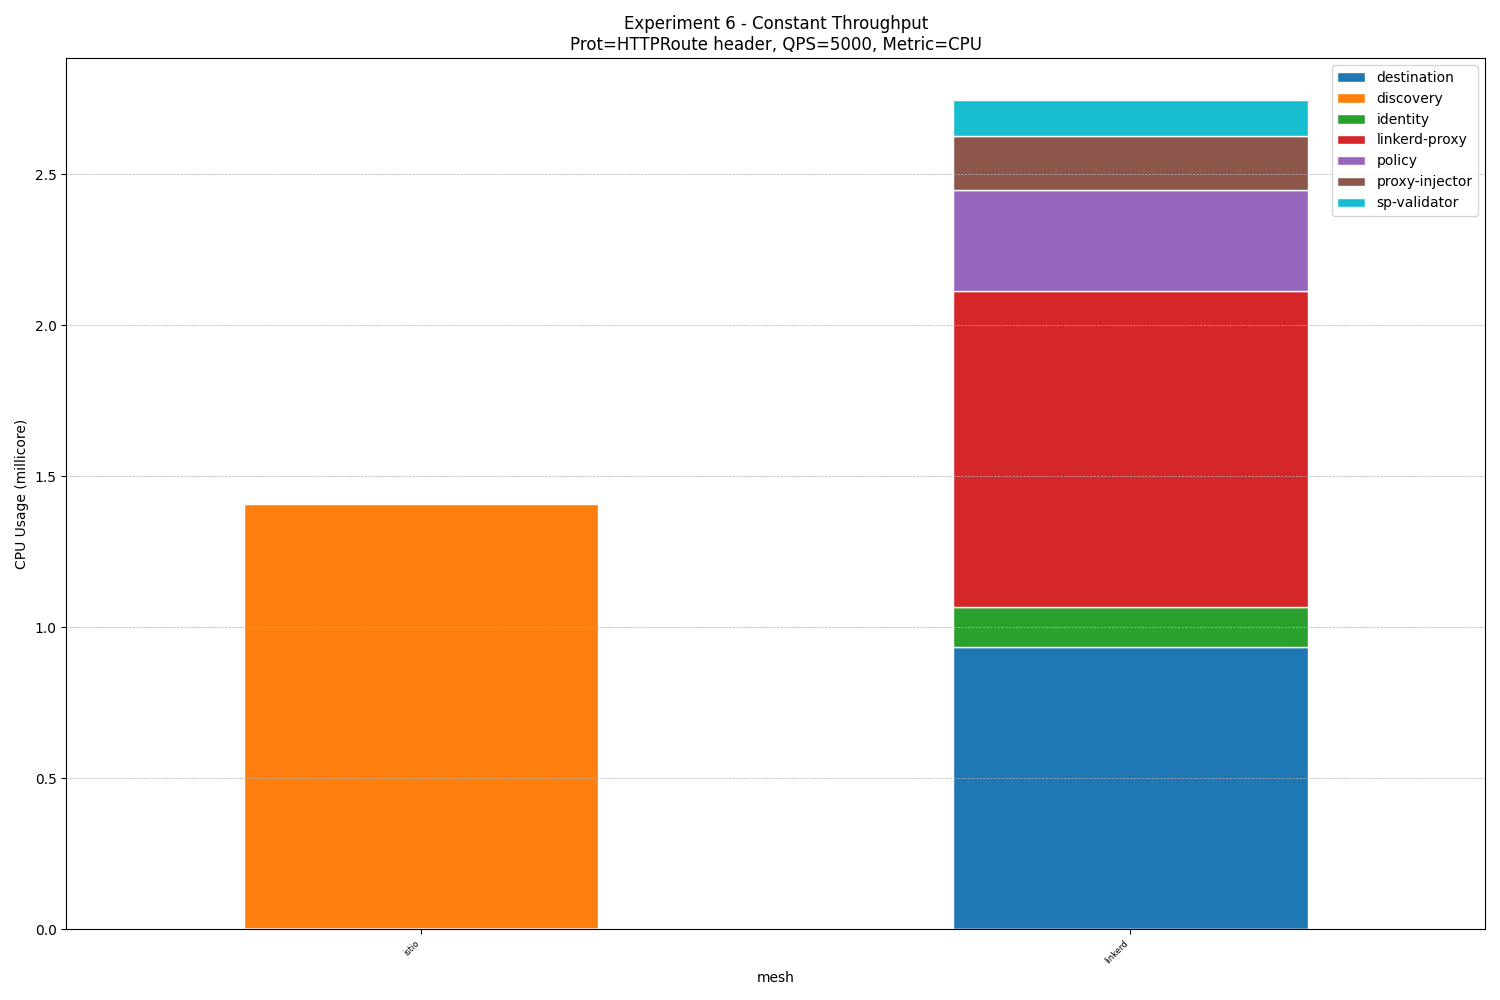 Experiment 6 - Constant Throughput
Prot=HTTPRoute header, QPS=5000, Metric=CPU
destination
discovery
identity
linkerd-proxy
policy
proxy-injector
sp-validator
CPU Usage (millicore)
2.5
2.0
1.5
1.0
0.5
0.0
istio
linkerd
mesh